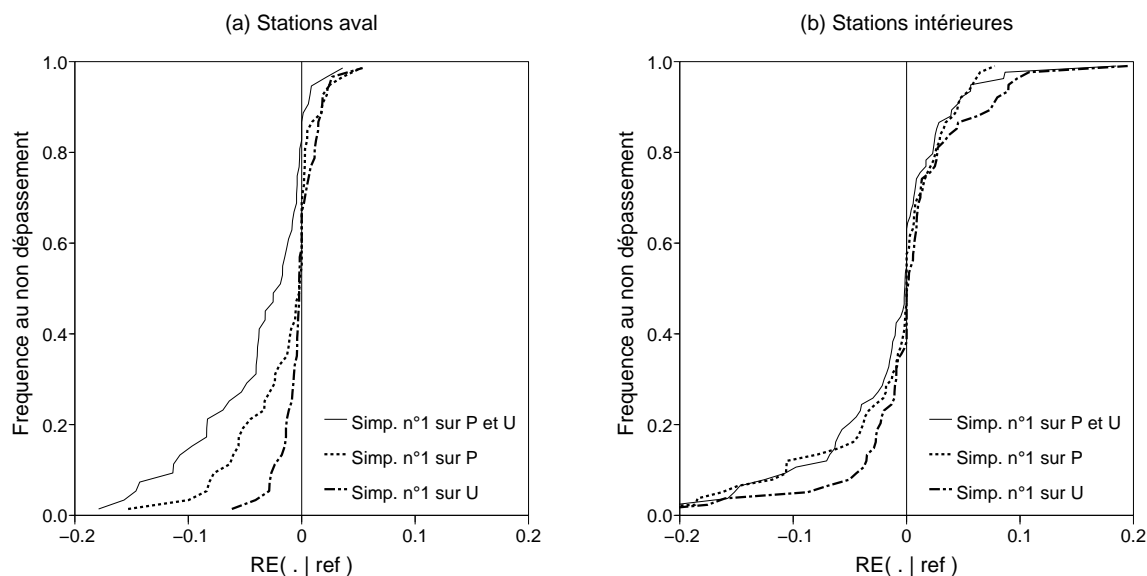 (a) Stations aval
Frequence au non dépassement
1.0
0.8
0.6
0.4
0.2
0.0
−0.2
−0.1
0
0.1
0.2
RE( . | ref )
Simp. n°1 sur P et U
Simp. n°1 sur P
Simp. n°1 sur U
(b) Stations intérieures
Frequence au non dépassement
1.0
0.8
0.6
0.4
0.2
0.0
−0.2
−0.1
0
0.1
0.2
RE( . | ref )
Simp. n°1 sur P et U
Simp. n°1 sur P
Simp. n°1 sur U